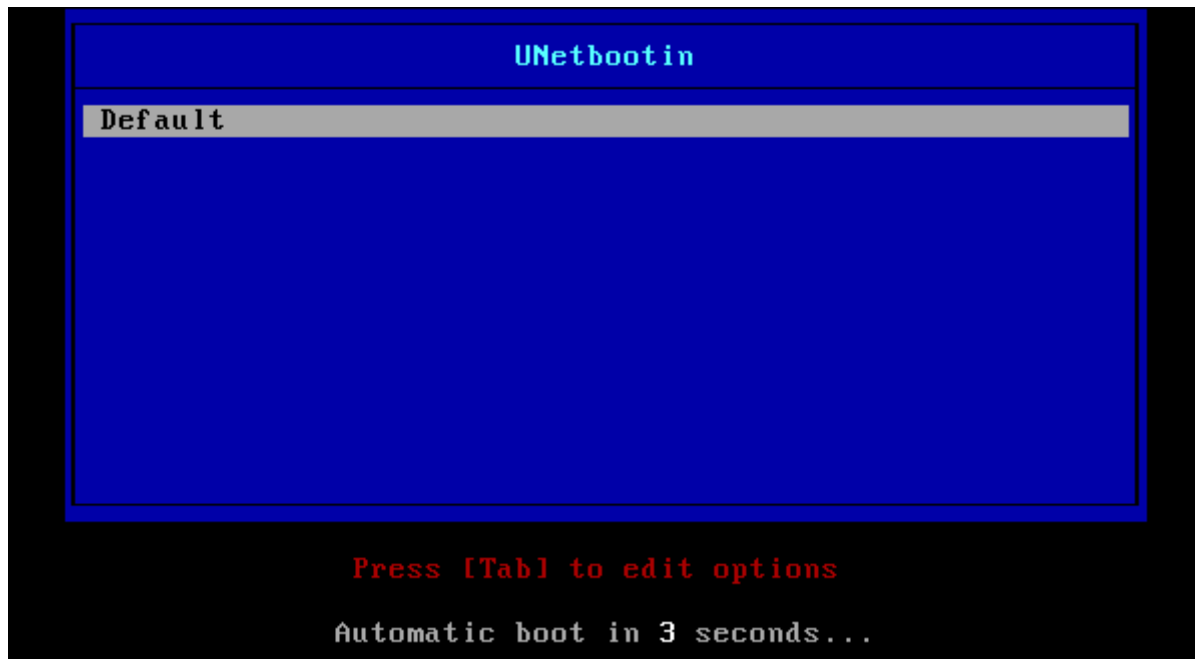 UNetbootin
Default
Press [Tab] to edit options
Automatic boot in 3 seconds...